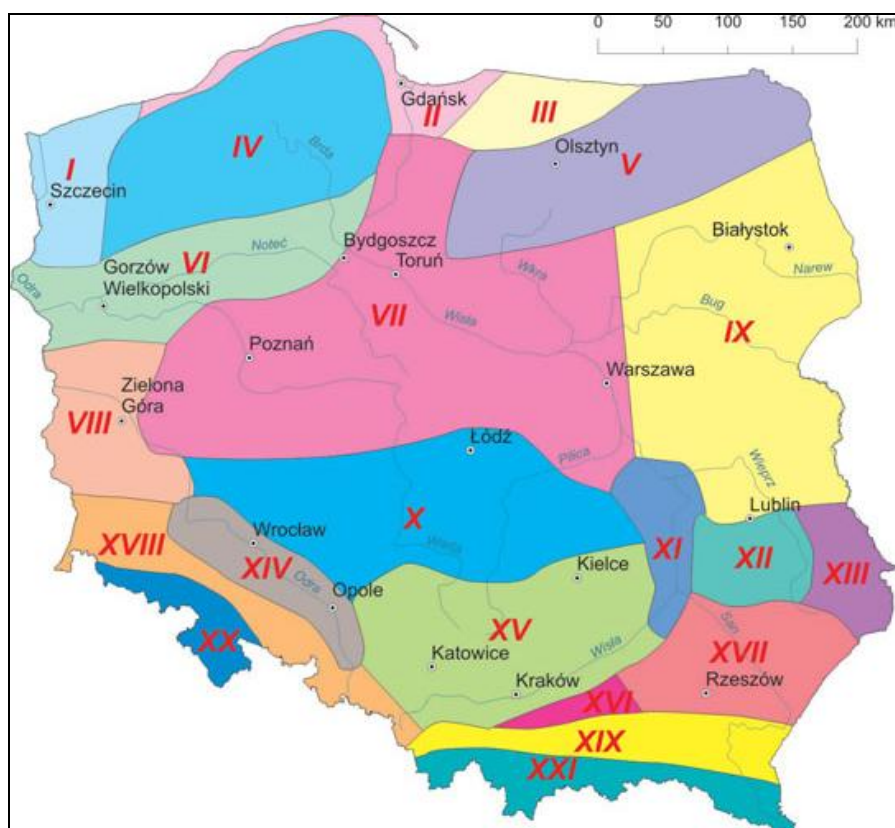 0 50 100 150 200 km
Gdańsk
II
III
I
IV
Brda
Olsztyn
V
Szczecin
Białystok
Bydgoszcz
Toruń
Noteć
VI
Wkra
Narew
Odra
Gorzów
Wielkopolski
VII
Wisła
Bug
IX
Poznań
Warszawa
Zielona
Góra
VIII
Łódź
Pilica
Wieprz
Lublin
X
Wrocław
Warta
XI
XII
XIII
XVIII
XIV
Odra
Opole
Kielce
XX
XV
Wisła
San
XVII
Katowice
Kraków
XVI
Rzeszów
XIX
XXI